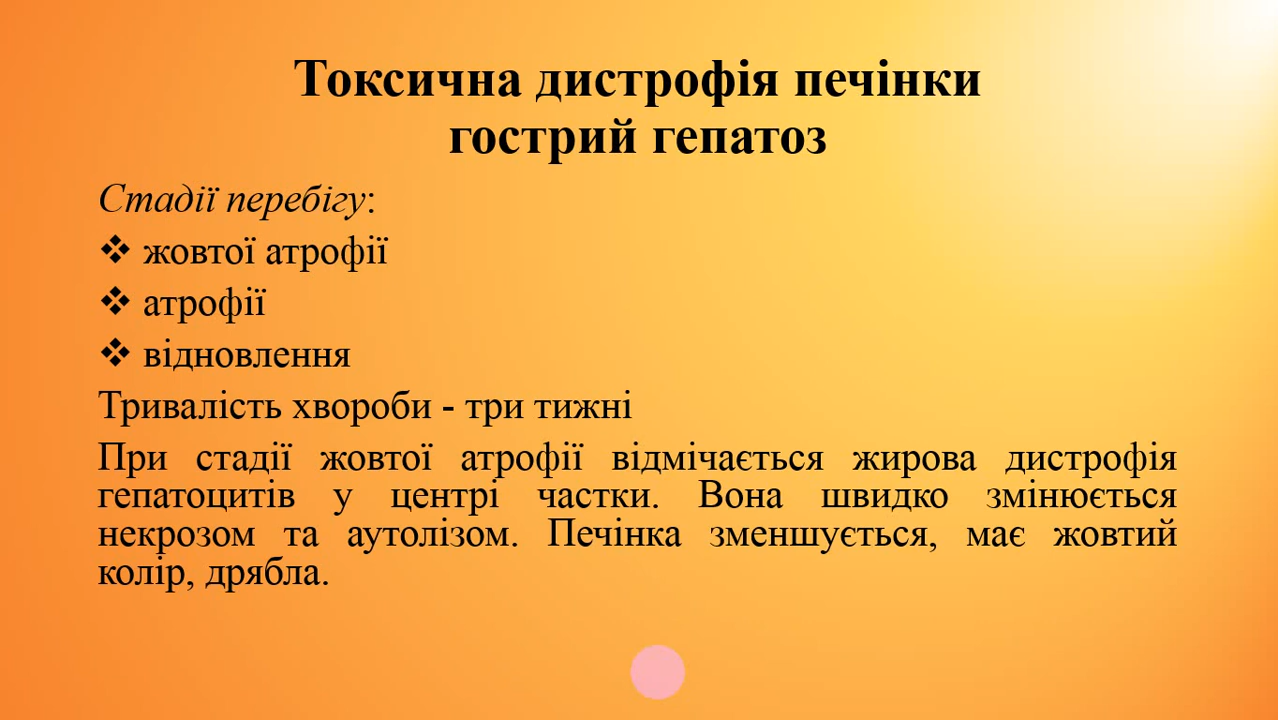 Токсична дистрофія печінки
гострий гепатоз
Стадії перебігу:
❖ жовтої атрофії
❖ атрофії
❖ відновлення
Тривалість хвороби - три тижні
При стадії жовтої атрофії відмічається жирова дистрофія
гепатоцитів у центрі частки. Вона швидко змінюється
некрозом та аутолізом. Печінка зменшується, має жовтий
колір, дрябла.